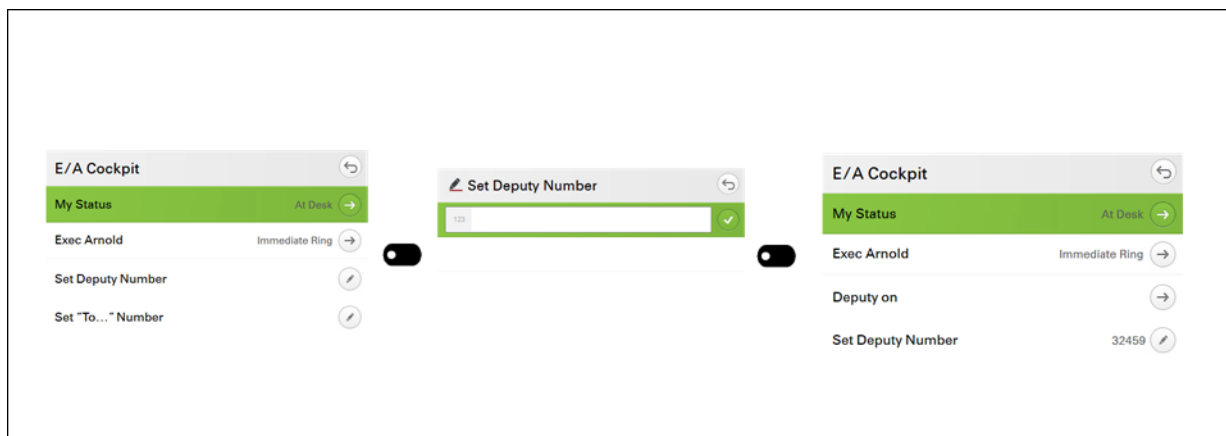 E/A Cockpit
My Status At Desk
Exec Arnold Immediate Ring
Set Deputy Number
Set "To..." Number
Set Deputy Number
123
E/A Cockpit
My Status At Desk
Exec Arnold Immediate Ring
Deputy on
Set Deputy Number 32459